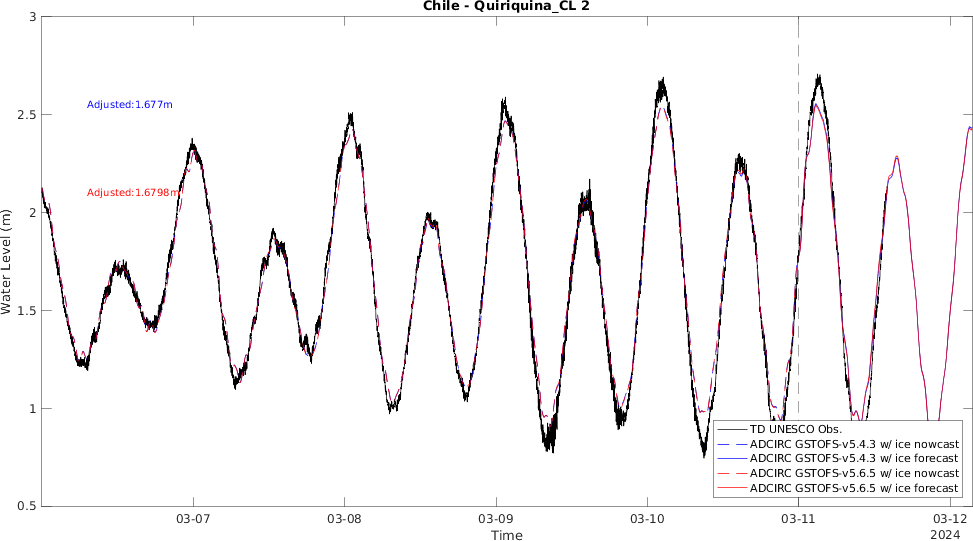 Chile - Quiriquina_CL 2
3
2.5
2
1.5
1
0.5
Water Level (m)
Adjusted:1.677m
Adjusted:1.6798m
TD UNESCO Obs.
ADCIRC GSTOFS-v5.4.3 w/ ice nowcast
ADCIRC GSTOFS-v5.4.3 w/ ice forecast
ADCIRC GSTOFS-v5.6.5 w/ ice nowcast
ADCIRC GSTOFS-v5.6.5 w/ ice forecast
03-07 03-08 03-09 03-10 03-11 03-12
Time 2024